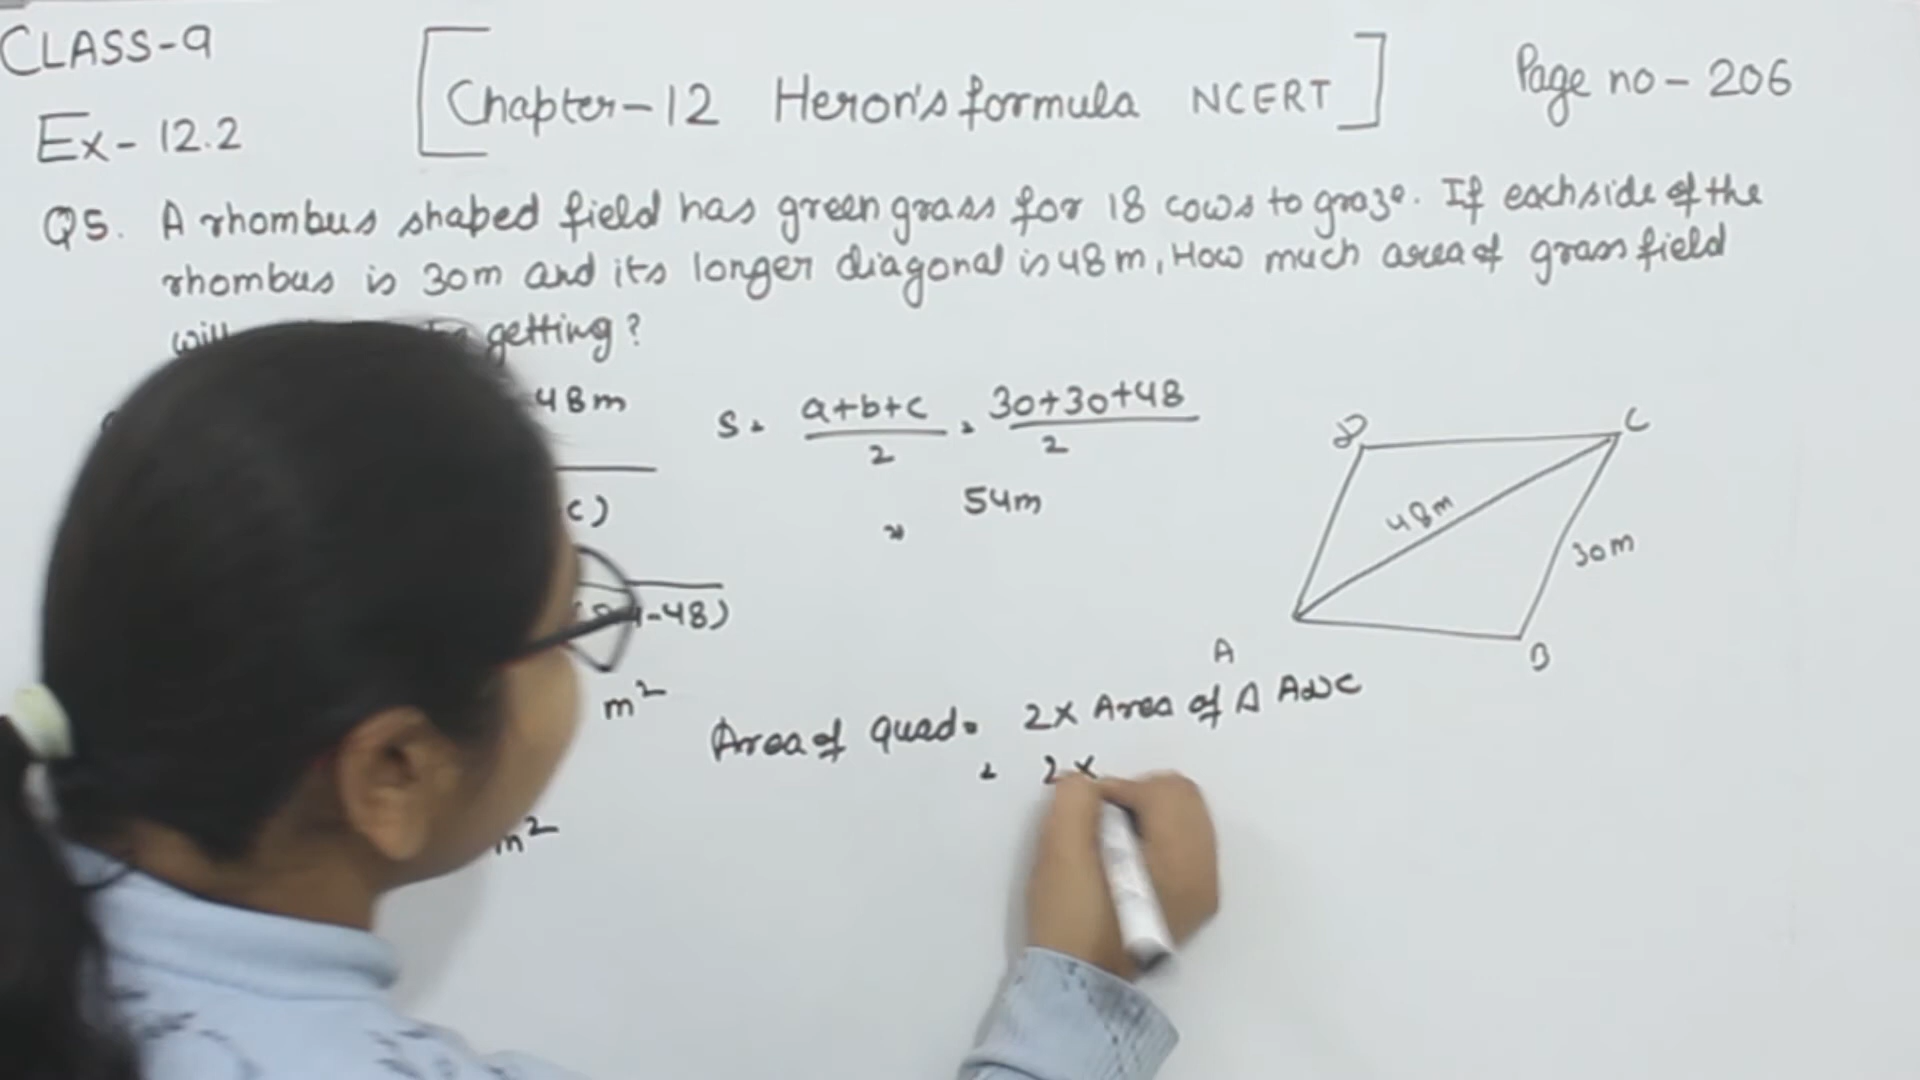 CLASS-9
[Chapter-12 Heron's formula NCERT]
Page no-206
Ex-12.2
Q5. A rhombus shaped field has green grass for 18 cows to graze. If each side of the
rhombus is 30m and its longer diagonal is 48m, How much area of grass field
will getting?
48m
c)
-48)
m²
m²
S = a+b+c / 2 = 30+30+48 / 2
= 54m
D C
48m
30m
A B
Area of quad = 2x Area of Δ ADC
= 2x